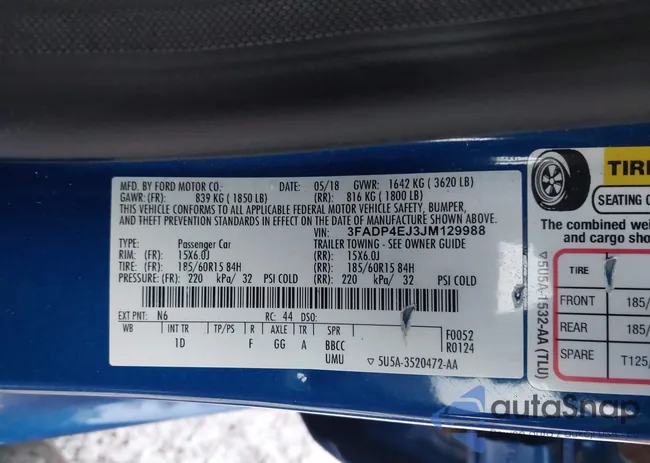 MFD. BY FORD MOTOR CO.: DATE: 05/18 GVWR: 1642 KG ( 3620 LB)
GAWR: (FR): 839 KG ( 1850 LB) (RR): 816 KG ( 1800 LB)
THIS VEHICLE CONFORMS TO ALL APPLICABLE FEDERAL MOTOR VEHICLE SAFETY, BUMPER,
AND THEFT PREVENTION STANDARDS IN EFFECT ON THE DATE OF MANUFACTURE SHOWN ABOVE.
VIN: 3FADP4EJ3JM129988
TYPE: Passenger Car TRAILER TOWING - SEE OWNER GUIDE
RIM: (FR): 15X6.0J (RR): 15X6.0J
TIRE: (FR): 185/60R15 84H (RR): 185/60R15 84H
PRESSURE: (FR): 220 kPa/ 32 PSI COLD (RR): 220 kPa/ 32 PSI COLD
EXT PNT: N6 RC: 44 DSO:
WB INT TR TP/PS R AXLE TR SPR F0052
1D F GG A BBCC R0124
UMU ▽5U5A-3520472-AA
▽5U5A-1532-AA (TLU)
TIRE
SEATING
The combined
and cargo
TIRE
FRONT 185/
REAR 185/
SPARE T125/
autoSnap